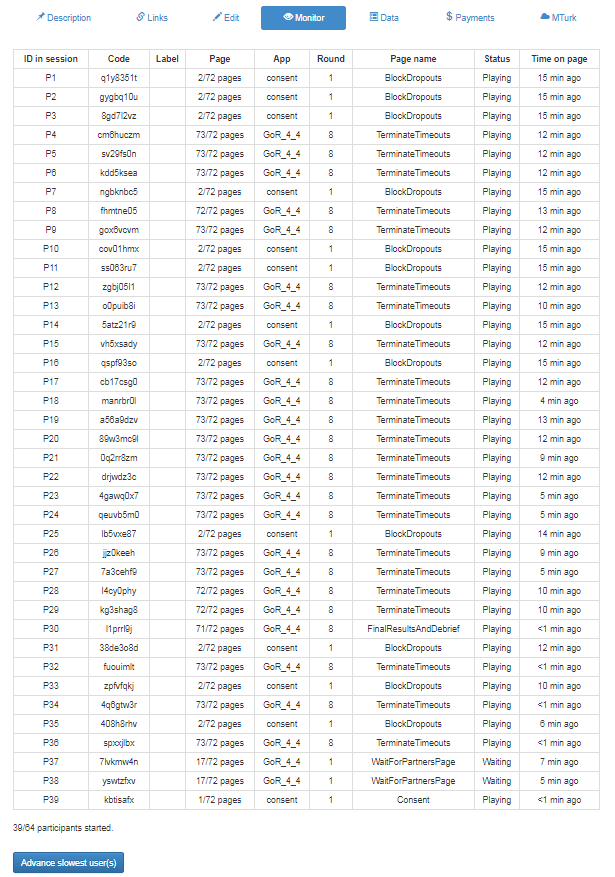 Description Links Edit Monitor Data $ Payments MTurk
ID in session Code Label Page App Round Page name Status Time on page
P1 q1y8351t 2/72 pages consent 1 BlockDropouts Playing 15 min ago
P2 gygbq10u 2/72 pages consent 1 BlockDropouts Playing 15 min ago
P3 8gd7l2vz 2/72 pages consent 1 BlockDropouts Playing 15 min ago
P4 cm6huczm 73/72 pages GoR_4_4 8 TerminateTimeouts Playing 12 min ago
P5 sv29fs0n 73/72 pages GoR_4_4 8 TerminateTimeouts Playing 12 min ago
P6 kdd5ksea 73/72 pages GoR_4_4 8 TerminateTimeouts Playing 12 min ago
P7 ngbknbc5 2/72 pages consent 1 BlockDropouts Playing 15 min ago
P8 fhmtne05 72/72 pages GoR_4_4 8 TerminateTimeouts Playing 13 min ago
P9 gox6vcvm 73/72 pages GoR_4_4 8 TerminateTimeouts Playing 12 min ago
P10 cov01hmx 2/72 pages consent 1 BlockDropouts Playing 15 min ago
P11 ss063ru7 2/72 pages consent 1 BlockDropouts Playing 15 min ago
P12 zgbj05l1 73/72 pages GoR_4_4 8 TerminateTimeouts Playing 12 min ago
P13 o0puib8i 73/72 pages GoR_4_4 8 TerminateTimeouts Playing 10 min ago
P14 5atz21r9 2/72 pages consent 1 BlockDropouts Playing 15 min ago
P15 vh5xsady 73/72 pages GoR_4_4 8 TerminateTimeouts Playing 12 min ago
P16 qspf93so 2/72 pages consent 1 BlockDropouts Playing 15 min ago
P17 cb17csg0 73/72 pages GoR_4_4 8 TerminateTimeouts Playing 12 min ago
P18 manrbr0l 73/72 pages GoR_4_4 8 TerminateTimeouts Playing 4 min ago
P19 a56a9dzv 73/72 pages GoR_4_4 8 TerminateTimeouts Playing 13 min ago
P20 89w3mc9l 73/72 pages GoR_4_4 8 TerminateTimeouts Playing 12 min ago
P21 0q2rr8zm 73/72 pages GoR_4_4 8 TerminateTimeouts Playing 9 min ago
P22 drjwdz3c 73/72 pages GoR_4_4 8 TerminateTimeouts Playing 12 min ago
P23 4gawq0x7 73/72 pages GoR_4_4 8 TerminateTimeouts Playing 5 min ago
P24 qeuvb5m0 73/72 pages GoR_4_4 8 TerminateTimeouts Playing 5 min ago
P25 lb5vxe87 2/72 pages consent 1 BlockDropouts Playing 14 min ago
P26 jjz0keeh 73/72 pages GoR_4_4 8 TerminateTimeouts Playing 9 min ago
P27 7a3cehf9 73/72 pages GoR_4_4 8 TerminateTimeouts Playing 5 min ago
P28 l4cy0phy 72/72 pages GoR_4_4 8 TerminateTimeouts Playing 10 min ago
P29 kg3shag8 72/72 pages GoR_4_4 8 TerminateTimeouts Playing 10 min ago
P30 l1prrl9j 71/72 pages GoR_4_4 8 FinalResultsAndDebrief Playing <1 min ago
P31 38de3o8d 2/72 pages consent 1 BlockDropouts Playing 12 min ago
P32 fuouimlt 73/72 pages GoR_4_4 8 TerminateTimeouts Playing <1 min ago
P33 zpfvfqkj 2/72 pages consent 1 BlockDropouts Playing 10 min ago
P34 4q6gtw3r 73/72 pages GoR_4_4 8 TerminateTimeouts Playing <1 min ago
P35 408h8rhv 2/72 pages consent 1 BlockDropouts Playing 6 min ago
P36 spxxjlbx 73/72 pages GoR_4_4 8 TerminateTimeouts Playing <1 min ago
P37 7lvkmw4n 17/72 pages GoR_4_4 1 WaitForPartnersPage Waiting 7 min ago
P38 yswtzfxv 17/72 pages GoR_4_4 1 WaitForPartnersPage Waiting 5 min ago
P39 kbtisafx 1/72 pages consent 1 Consent Playing <1 min ago
39/64 participants started.
Advance slowest user(s)